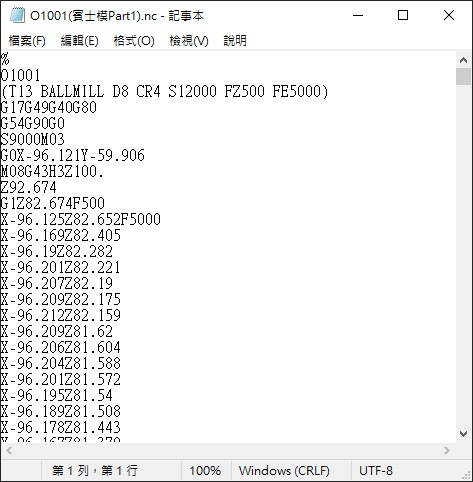 O1001(賓士模Part1).nc - 記事本
檔案(F) 編輯(E) 格式(O) 檢視(V) 說明
%
O1001
(T13 BALLMILL D8 CR4 S12000 FZ500 FE5000)
G17G49G40G80
G54G90G0
S9000M03
G0X-96.121Y-59.906
M08G43H3Z100.
Z92.674
G1Z82.674F500
X-96.125Z82.652F5000
X-96.169Z82.405
X-96.19Z82.282
X-96.201Z82.221
X-96.207Z82.19
X-96.209Z82.175
X-96.212Z82.159
X-96.209Z81.62
X-96.206Z81.604
X-96.204Z81.588
X-96.201Z81.572
X-96.195Z81.54
X-96.189Z81.508
X-96.178Z81.443
第 1 列，第 1 行 100% Windows (CRLF) UTF-8